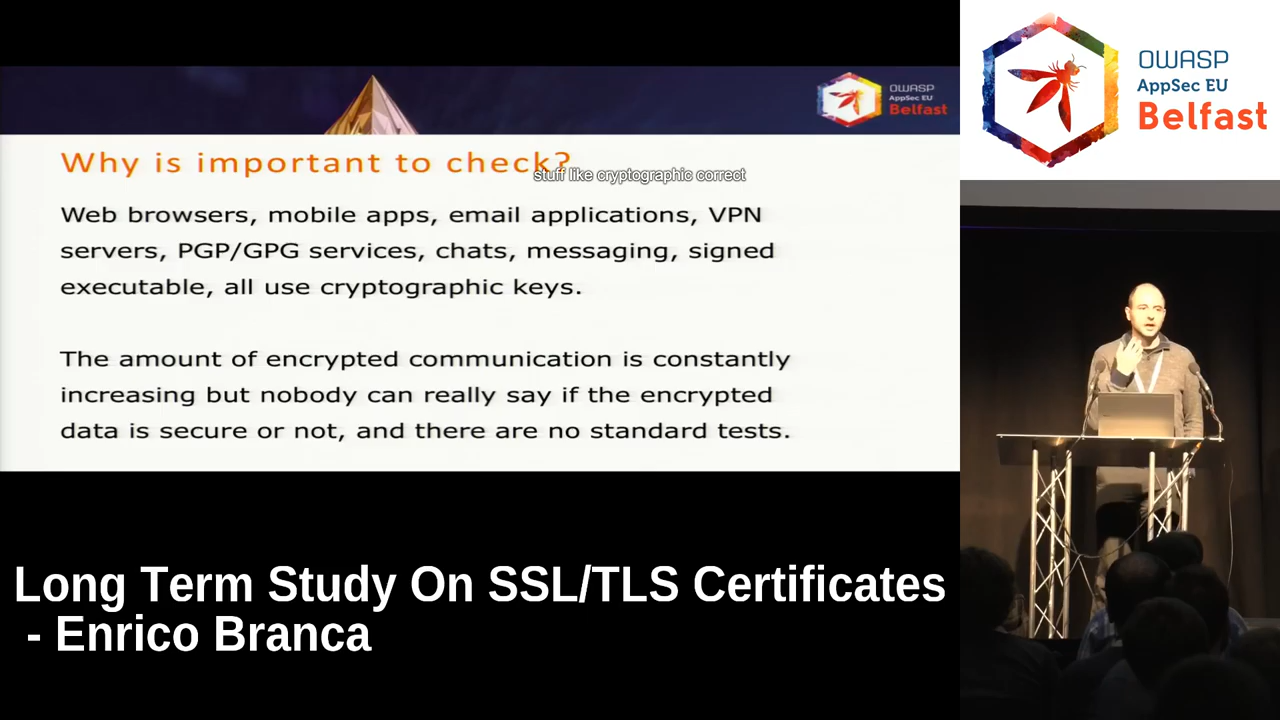 OWASP
AppSec EU
Belfast
Why is important to check?
stuff like cryptographic correct
Web browsers, mobile apps, email applications, VPN
servers, PGP/GPG services, chats, messaging, signed
executable, all use cryptographic keys.
The amount of encrypted communication is constantly
increasing but nobody can really say if the encrypted
data is secure or not, and there are no standard tests.
Long Term Study On SSL/TLS Certificates
- Enrico Branca
OWASP
AppSec EU
Belfast